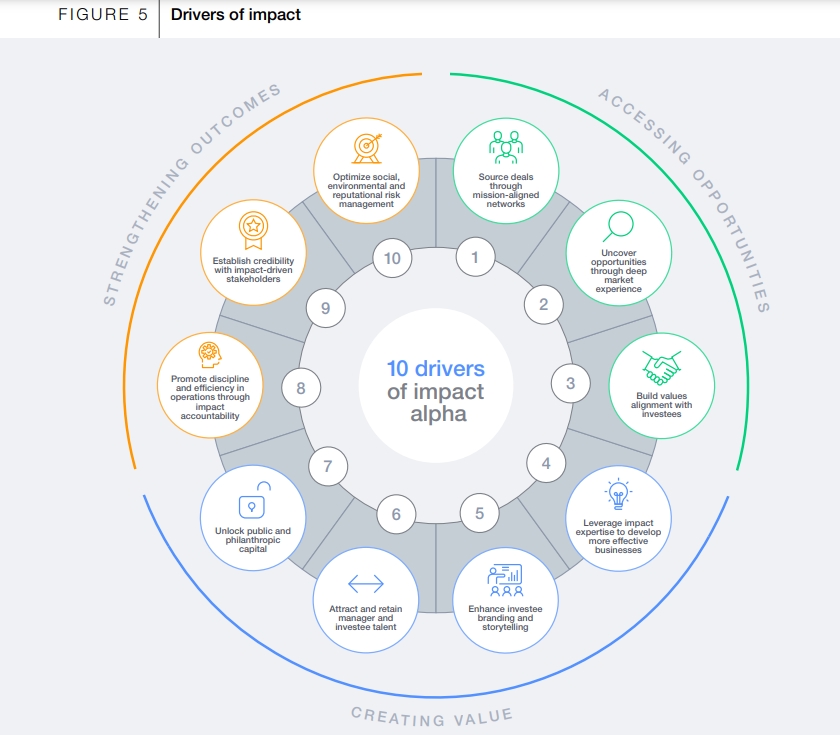 FIGURE 5
Drivers of impact
STRENGTHENING OUTCOMES
ACCESSING OPPORTUNITIES
CREATING VALUE
10 drivers
of impact
alpha
1
Source deals
through
mission-aligned
networks
2
Uncover
opportunities
through deep
market
experience
3
Build values
alignment with
investees
4
Leverage impact
expertise to develop
more effective
businesses
5
Enhance investee
branding and
storytelling
6
Attract and retain
manager and
investee talent
7
Unlock public and
philanthropic
capital
8
Promote discipline
and efficiency in
operations through
impact
accountability
9
Establish credibility
with impact-driven
stakeholders
10
Optimize social,
environmental and
reputational risk
management